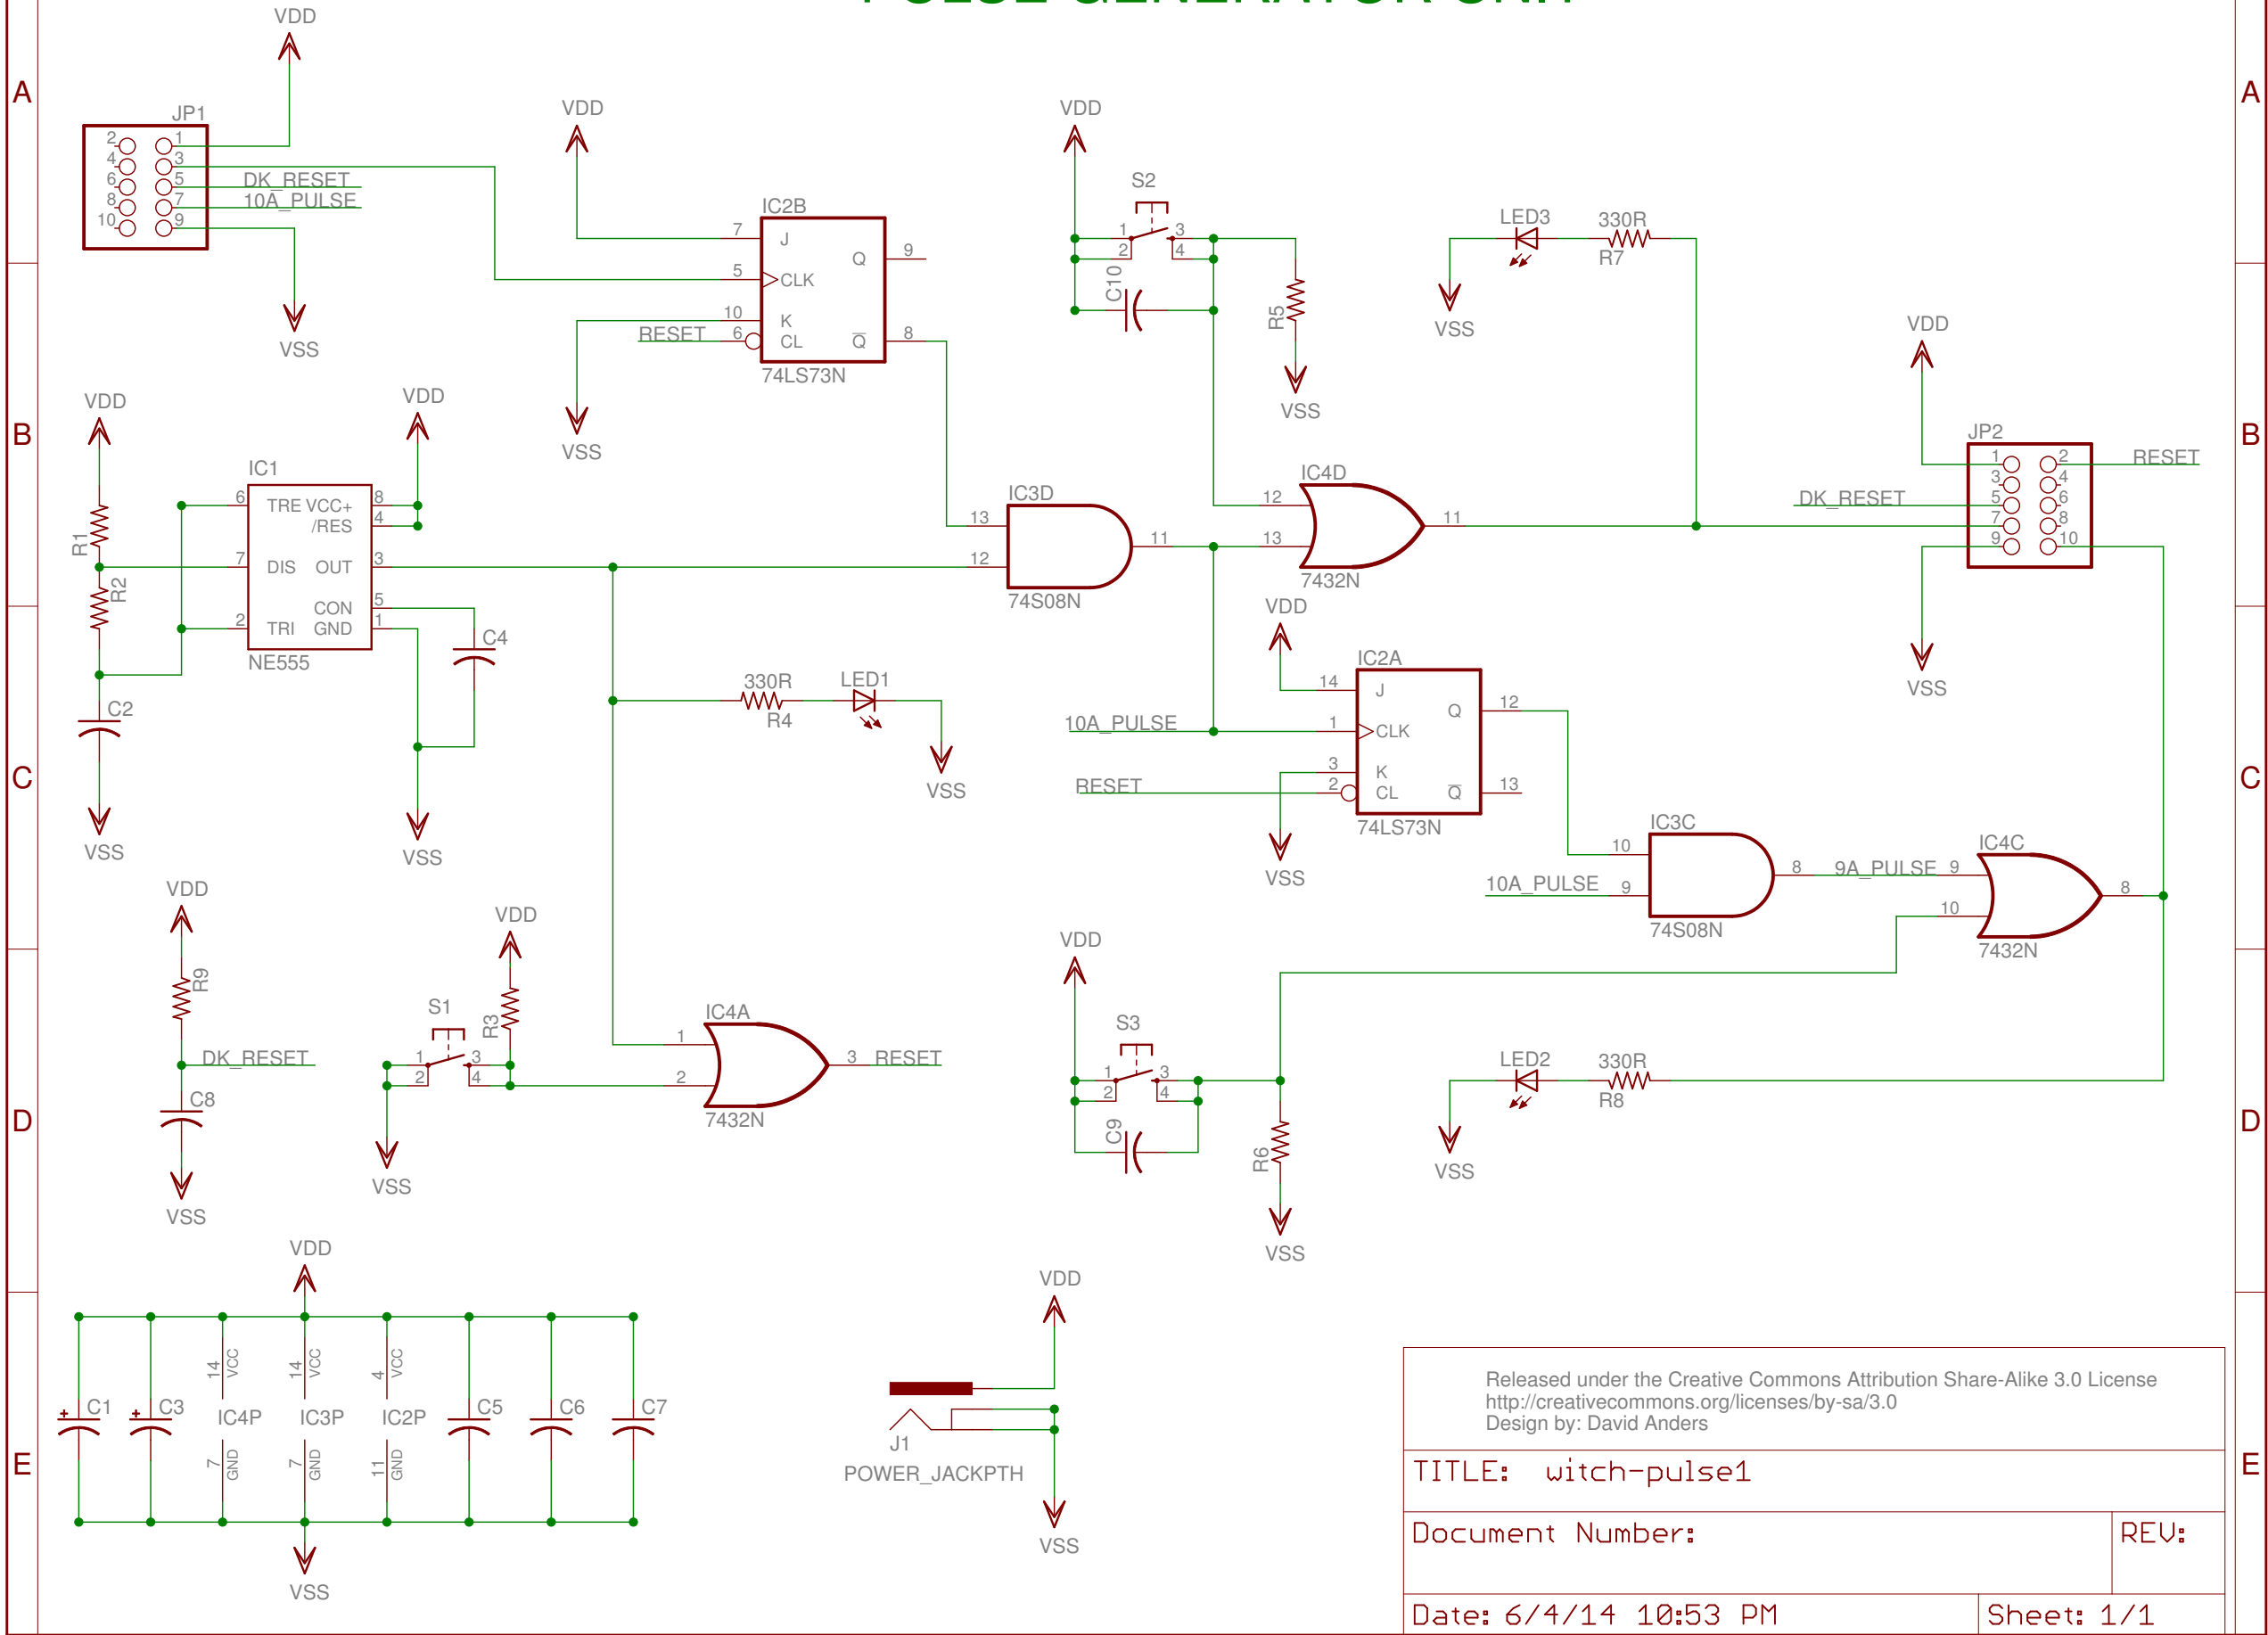 VDD
A
A
JP1
VDD
VDD
2
1
4
3
6
5
DK_RESET
8
7
10A_PULSE
10
9
VSS
IC2B
7
J
Q
9
5
CLK
10
K
RESET
6
CL
Q
8
74LS73N
VSS
S2
1
3
2
4
C10
R5
VSS
LED3
330R
R7
VSS
VDD
VDD
VDD
B
B
IC1
6
TRE
VCC+
8
/RES
4
7
DIS
OUT
3
CON
5
2
TRI
GND
1
NE555
R1
R2
C2
C4
VSS
VSS
IC3D
13
12
11
74S08N
IC4D
12
13
11
7432N
JP2
1
2
RESET
3
4
DK_RESET
5
6
7
8
9
10
VSS
330R
LED1
R4
VSS
VDD
IC2A
14
J
Q
12
10A_PULSE
1
CLK
3
K
RESET
2
CL
Q
13
74LS73N
VSS
C
C
IC3C
10
10A_PULSE
9
8
9A_PULSE
9
74S08N
IC4C
10
8
7432N
VDD
R9
DK_RESET
C8
VSS
VDD
S1
R3
1
3
2
4
VSS
IC4A
1
2
3
RESET
7432N
VDD
S3
1
3
2
4
C9
R6
VSS
LED2
330R
R8
VSS
D
D
VDD
C1
C3
14
VCC
IC4P
7
GND
14
VCC
IC3P
7
GND
4
VCC
IC2P
11
GND
C5
C6
C7
VSS
VDD
J1
POWER_JACKPTH
VSS
E
E
Released under the Creative Commons Attribution Share-Alike 3.0 License
http://creativecommons.org/licenses/by-sa/3.0
Design by: David Anders
TITLE: witch-pulse1
Document Number:
REV:
Date: 6/4/14 10:53 PM
Sheet: 1/1